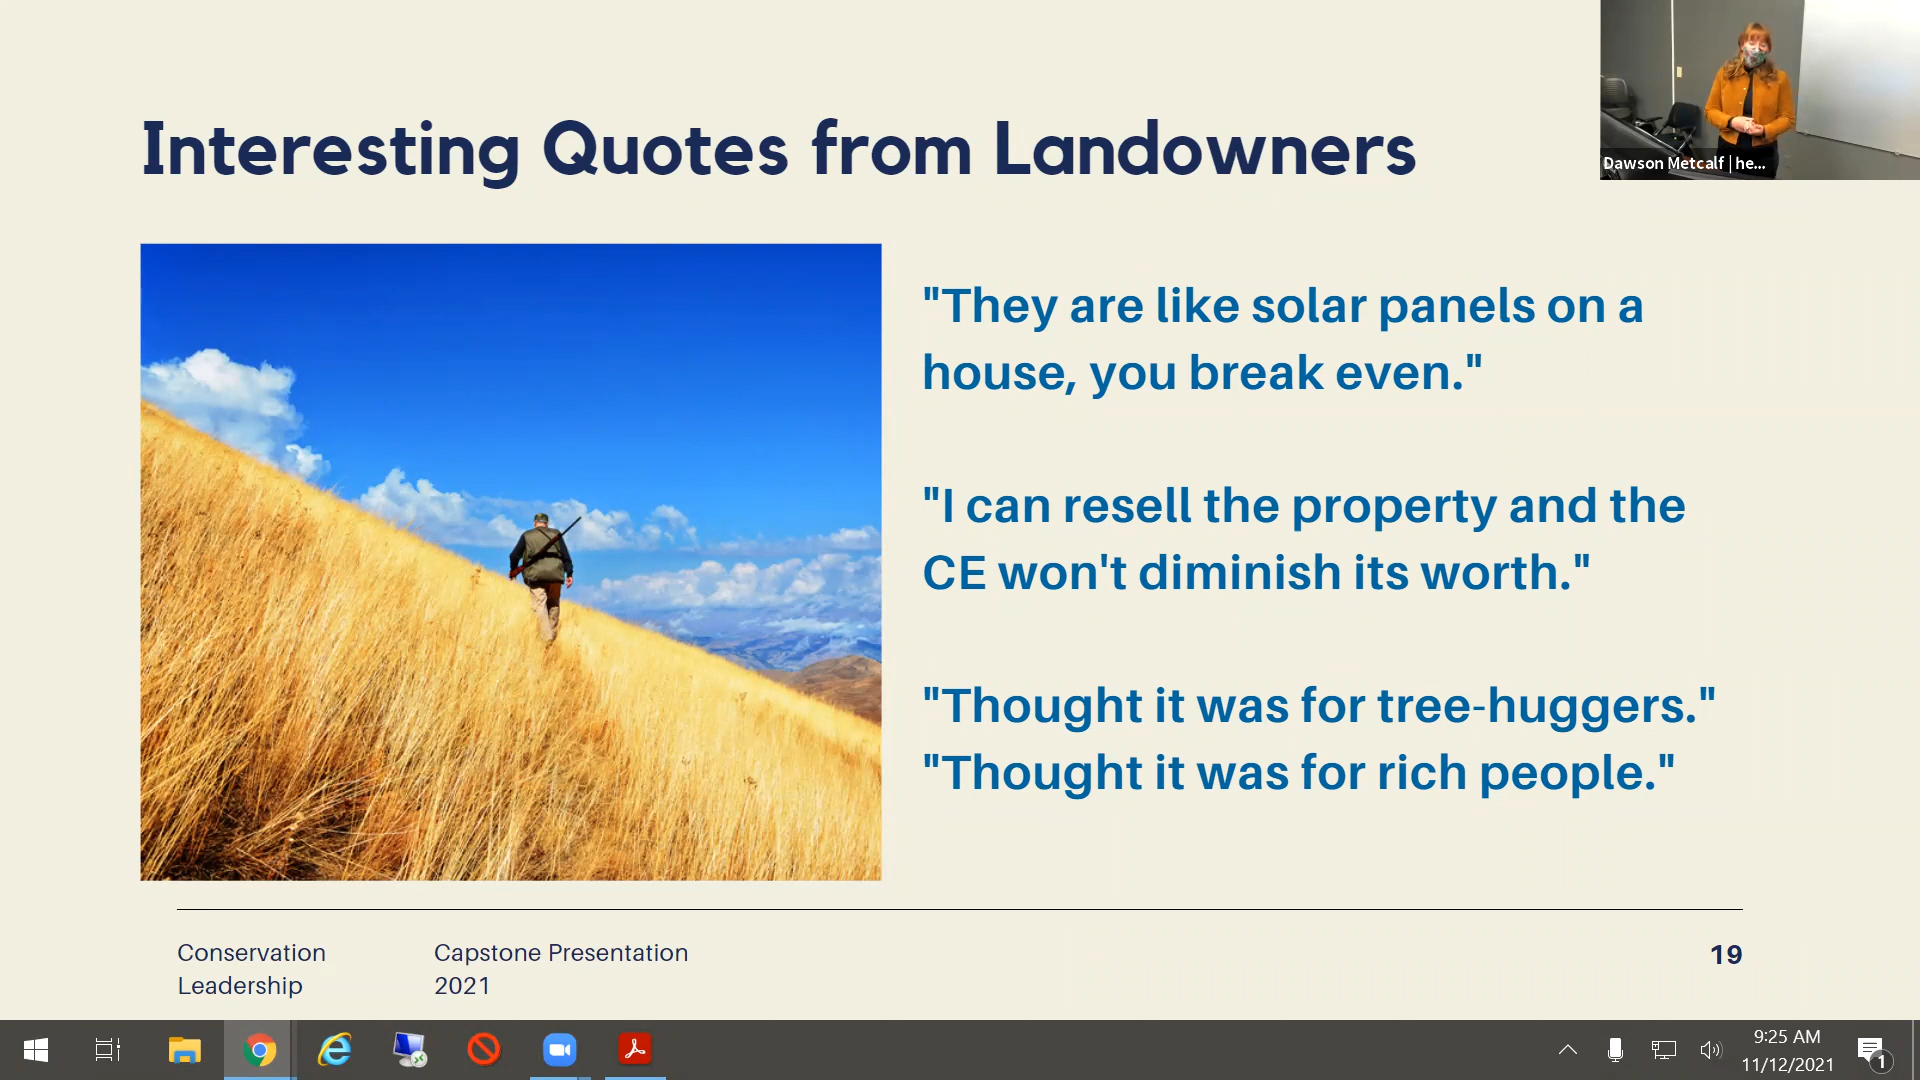 Interesting Quotes from Landowners
Dawson Metcalf | he...
"They are like solar panels on a
house, you break even."
"I can resell the property and the
CE won't diminish its worth."
"Thought it was for tree-huggers."
"Thought it was for rich people."
Conservation
Leadership
Capstone Presentation
2021
19
9:25 AM
11/12/2021
1